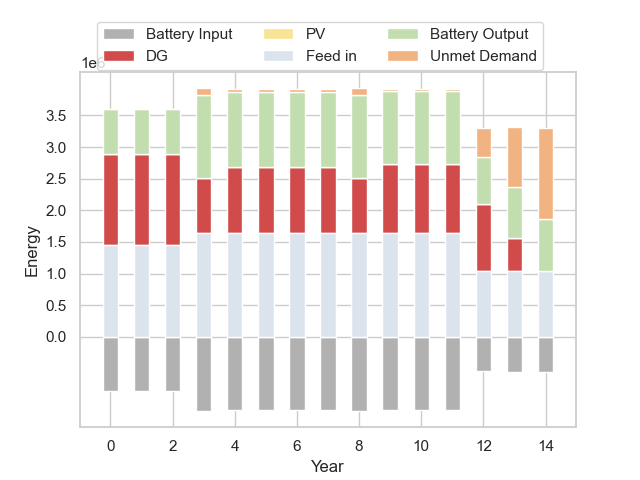 Battery Input PV Battery Output
DG Feed in Unmet Demand
1e6
3.5
3.0
2.5
2.0
1.5
1.0
0.5
0.0
Energy
0 2 4 6 8 10 12 14
Year